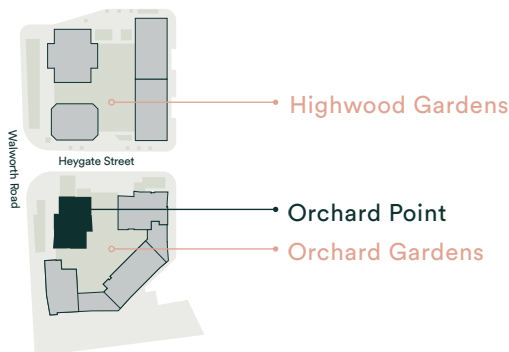 Highwood Gardens
Walworth Road
Heygate Street
Orchard Point
Orchard Gardens